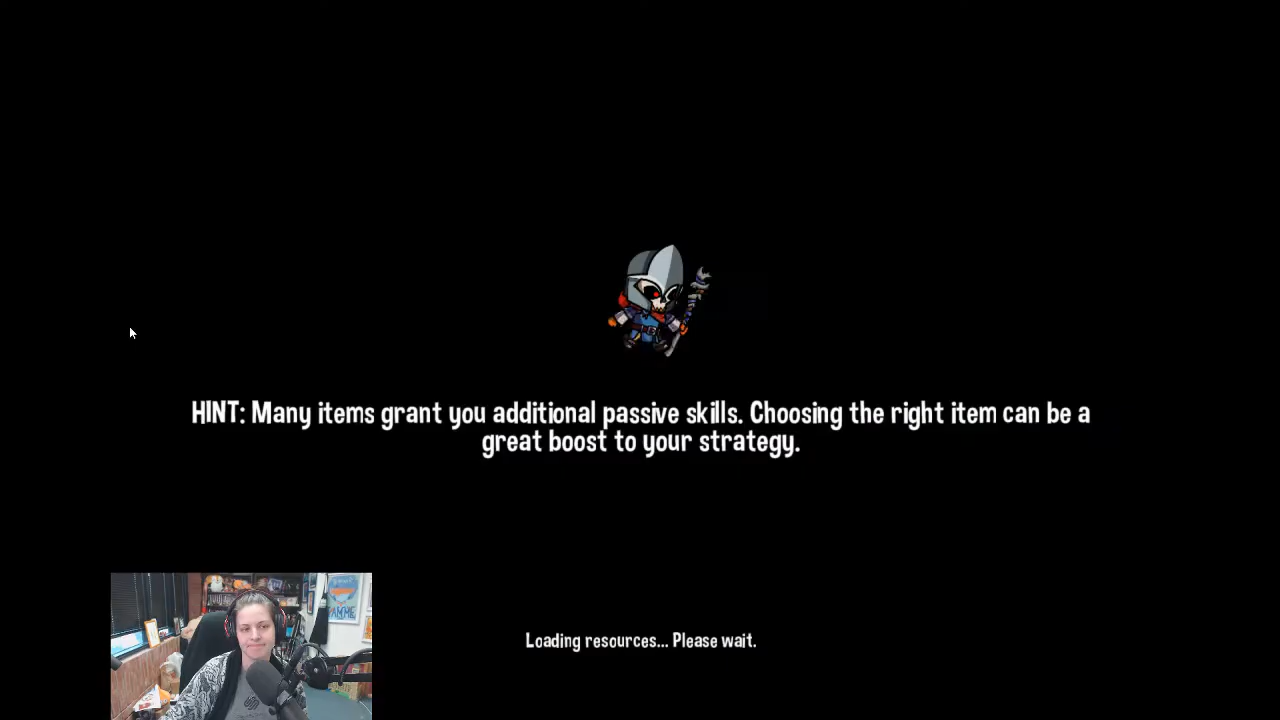 HINT: Many items grant you additional passive skills. Choosing the right item can be a
great boost to your strategy.
Loading resources... Please wait.